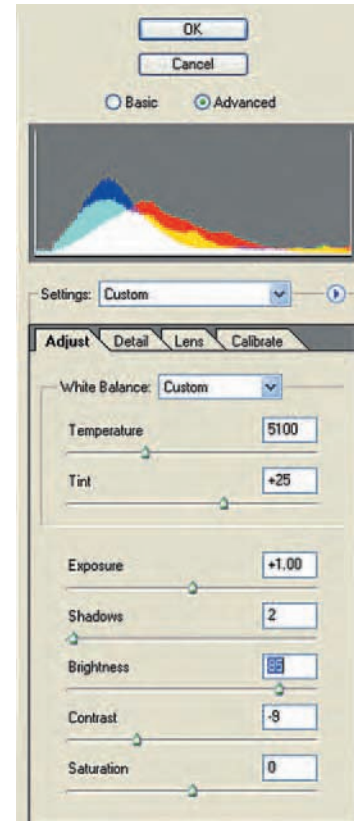 OK
Cancel
Basic Advanced
Settings: Custom
Adjust Detail Lens Calibrate
White Balance: Custom
Temperature 5100
Tint +25
Exposure +1.00
Shadows 2
Brightness 85
Contrast -9
Saturation 0